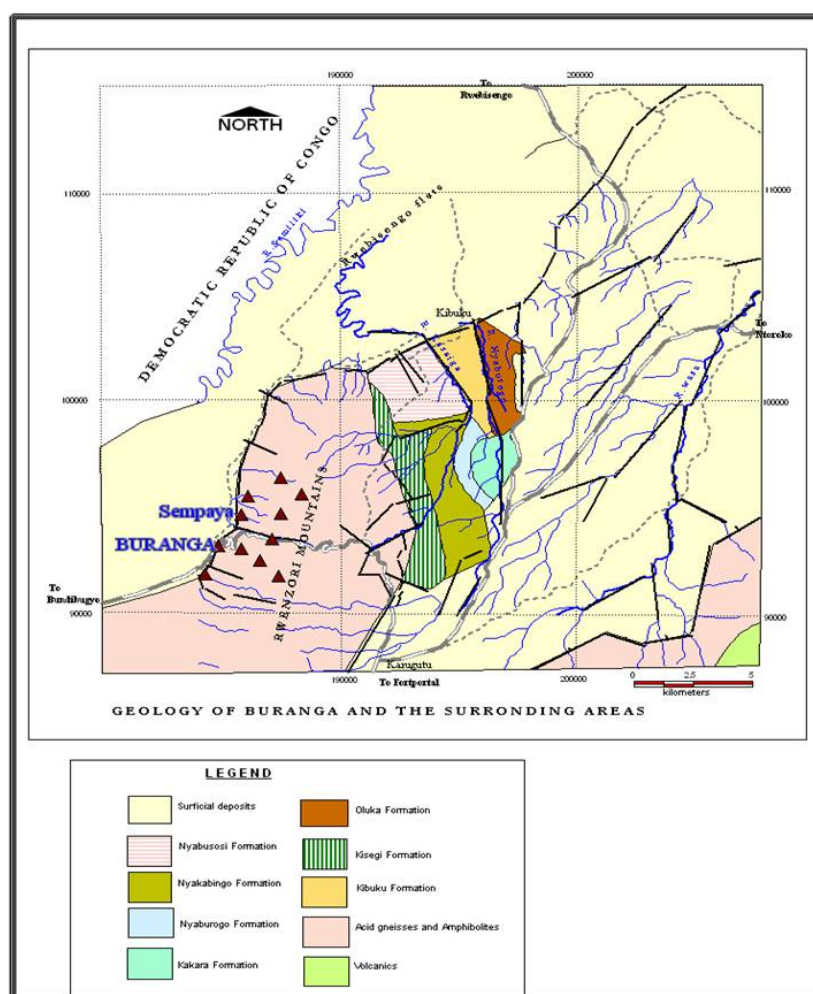 190000
200000
To
Rwebisengo
NORTH
DEMOCRATIC REPUBLIC OF CONGO
R.Semiliki
Rwebisengo flats
110000
110000
Kibuku
R. Nyaburogo
To
Ntoroko
R. wasa
100000
100000
Sempaya
BURANGA
RWENZORI MOUNTAINS
To
Bundibugyo
90000
90000
Karugutu
190000
To Fortportal
200000
0 2.5 5
kilometers
GEOLOGY OF BURANGA AND THE SURRONDING AREAS
LEGEND
Surficial deposits
Oluka Formation
Nyabusosi Formation
Kisegi Formation
Nyakabingo Formation
Kibuku Formation
Nyaburogo Formation
Acid gneisses and Amphibolites
Kakara Formation
Volcanics